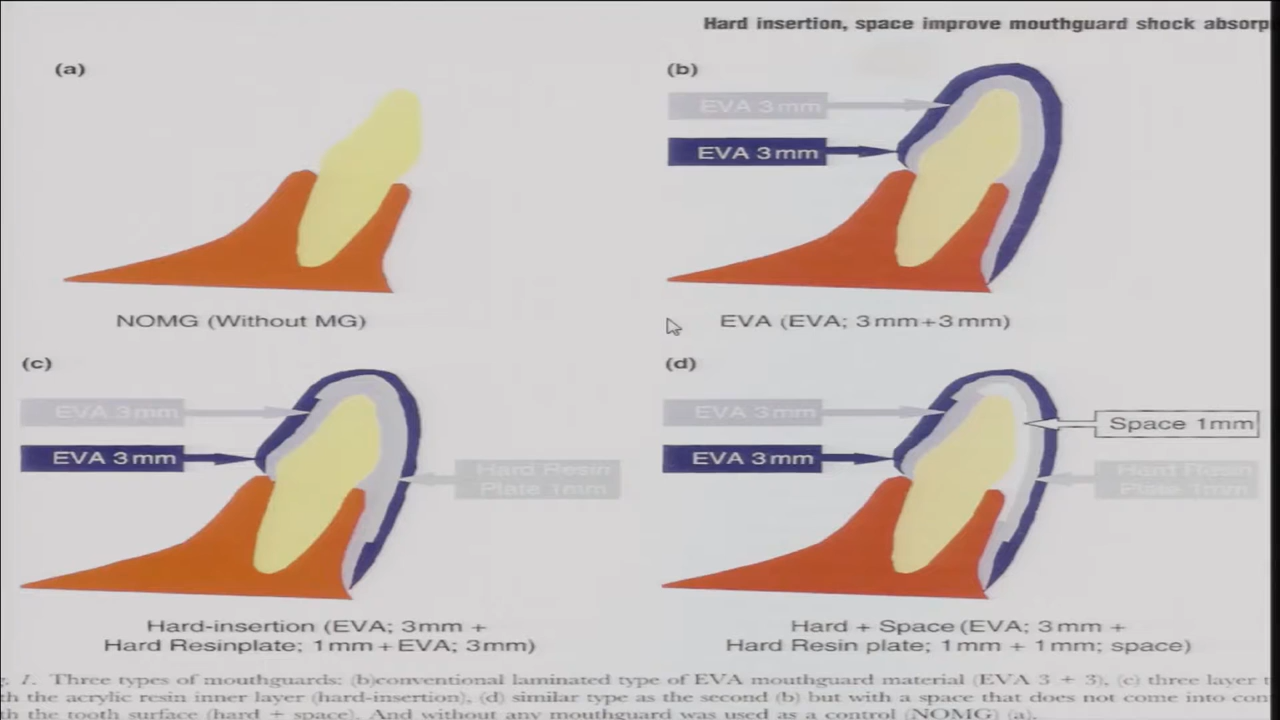 Hard insertion, space improve mouthguard shock absorp
(a)
NOMG (Without MG)
(b)
EVA 3mm
EVA 3mm
EVA (EVA; 3mm+3mm)
(c)
EVA 3mm
EVA 3mm
Hard Resin
Plate 1mm
Hard-insertion (EVA; 3mm +
Hard Resinplate; 1mm+EVA; 3mm)
(d)
EVA 3mm
EVA 3mm
Space 1mm
Hard Resin
Plate 1mm
Hard + Space (EVA; 3mm +
Hard Resin plate; 1mm + 1mm; space)
g. 1. Three types of mouthguards: (b)conventional laminated type of EVA mouthguard material (EVA 3 + 3), (c) three layer t
th the acrylic resin inner layer (hard-insertion), (d) similar type as the second (b) but with a space that does not come into con
th the tooth surface (hard + space). And without any mouthguard was used as a control (NOMG) (a).